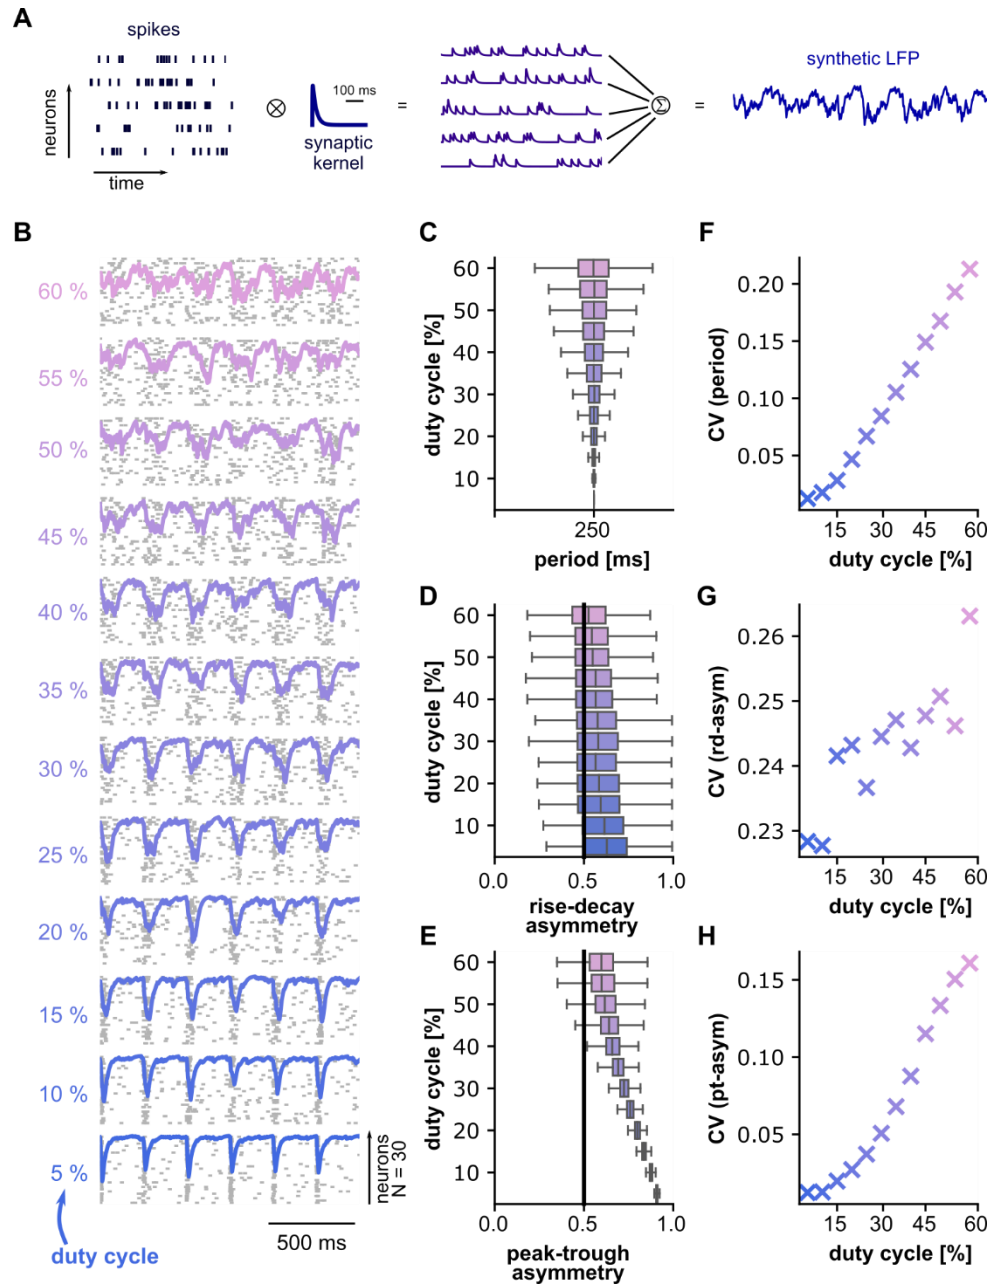 A
spikes
neurons
time
⊗
100 ms
synaptic
kernel
=
Σ
=
synthetic LFP
B
60 %
55 %
50 %
45 %
40 %
35 %
30 %
25 %
20 %
15 %
10 %
5 %
duty cycle
neurons
N = 30
500 ms
C
duty cycle [%]
60
50
40
30
20
10
250
period [ms]
D
duty cycle [%]
60
50
40
30
20
10
0.0 0.5 1.0
rise-decay
asymmetry
E
duty cycle [%]
60
50
40
30
20
10
0.0 0.5 1.0
peak-trough
asymmetry
F
CV (period)
0.20
0.15
0.10
0.05
15 30 45 60
duty cycle [%]
G
CV (rd-asym)
0.26
0.25
0.24
0.23
15 30 45 60
duty cycle [%]
H
CV (pt-asym)
0.15
0.10
0.05
15 30 45 60
duty cycle [%]